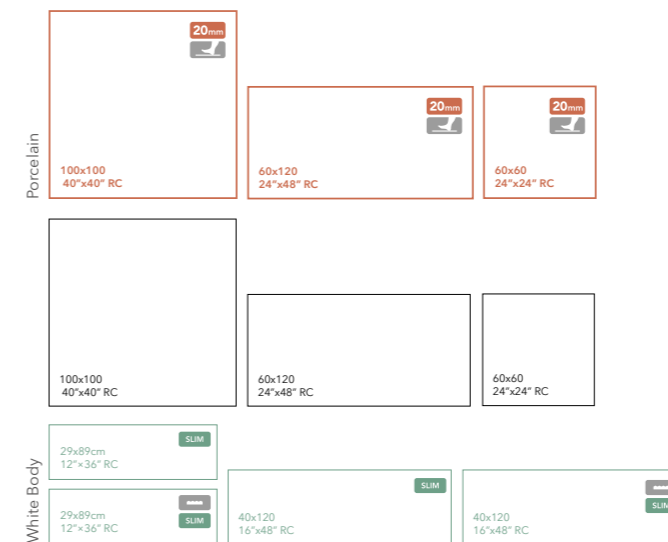 Porcelain
20mm
100x100
40"x40" RC
20mm
60x120
24"x48" RC
20mm
60x60
24"x24" RC
100x100
40"x40" RC
60x120
24"x48" RC
60x60
24"x24" RC
White Body
SLIM
29x89cm
12"×36" RC
SLIM
29x89cm
12"×36" RC
SLIM
40x120
16"x48" RC
SLIM
40x120
16"x48" RC